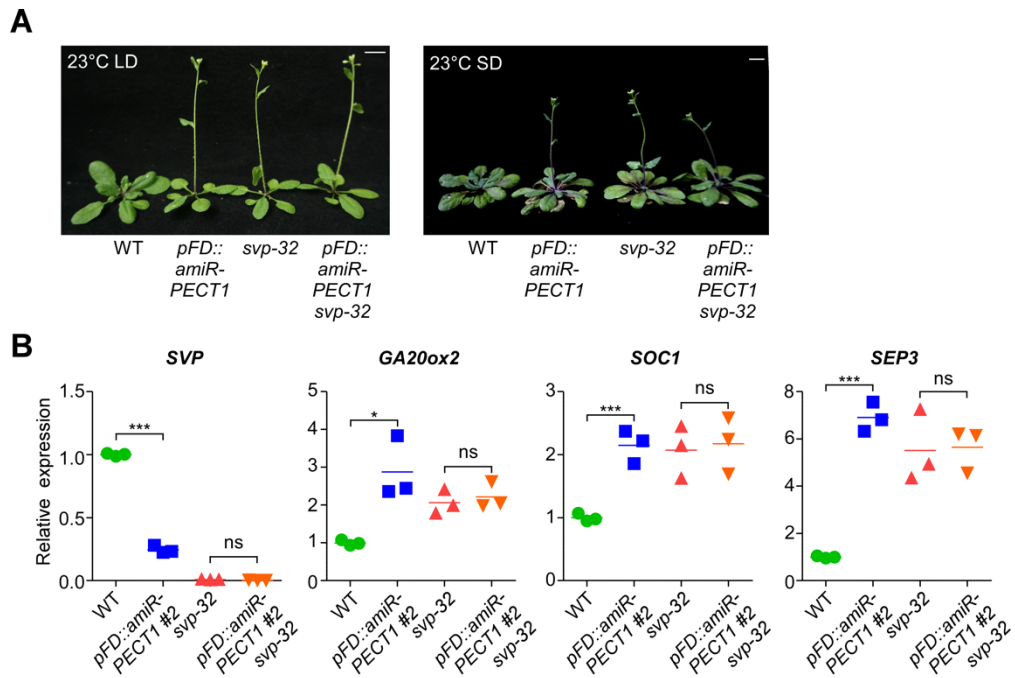 A
23°C LD
23°C SD
WT
pFD::
amiR-
PECT1
svp-32
pFD::
amiR-
PECT1
svp-32
WT
pFD::
amiR-
PECT1
svp-32
pFD::
amiR-
PECT1
svp-32
B
SVP
GA20ox2
SOC1
SEP3
Relative expression
1.5
1.0
0.5
0.0
***
ns
WT
pFD::amiR-
PECT1 #2
svp-32
pFD::amiR-
PECT1 #2
svp-32
5
4
3
2
1
0
*
ns
WT
pFD::amiR-
PECT1 #2
svp-32
pFD::amiR-
PECT1 #2
svp-32
3
2
1
0
***
ns
WT
pFD::amiR-
PECT1 #2
svp-32
pFD::amiR-
PECT1 #2
svp-32
8
6
4
2
0
***
ns
WT
pFD::amiR-
PECT1 #2
svp-32
pFD::amiR-
PECT1 #2
svp-32